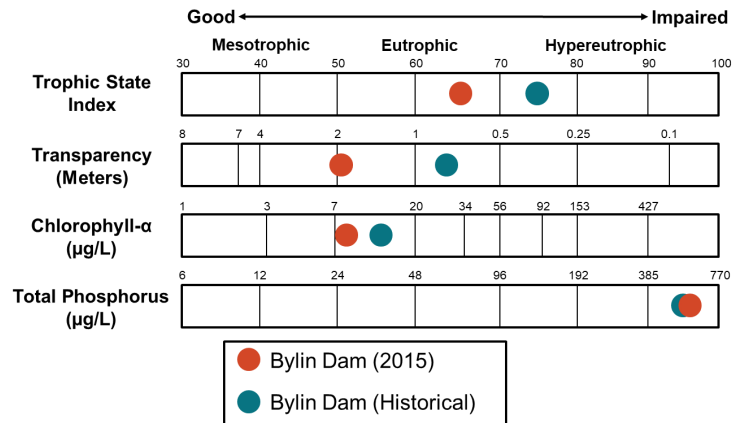 Good Impaired
Mesotrophic Eutrophic Hypereutrophic
30 40 50 60 70 80 90 100
Trophic State
Index
8 7 4 2 1 0.5 0.25 0.1
Transparency
(Meters)
1 3 7 20 34 56 92 153 427
Chlorophyll-α
(µg/L)
6 12 24 48 96 192 385 770
Total Phosphorus
(µg/L)
Bylin Dam (2015)
Bylin Dam (Historical)